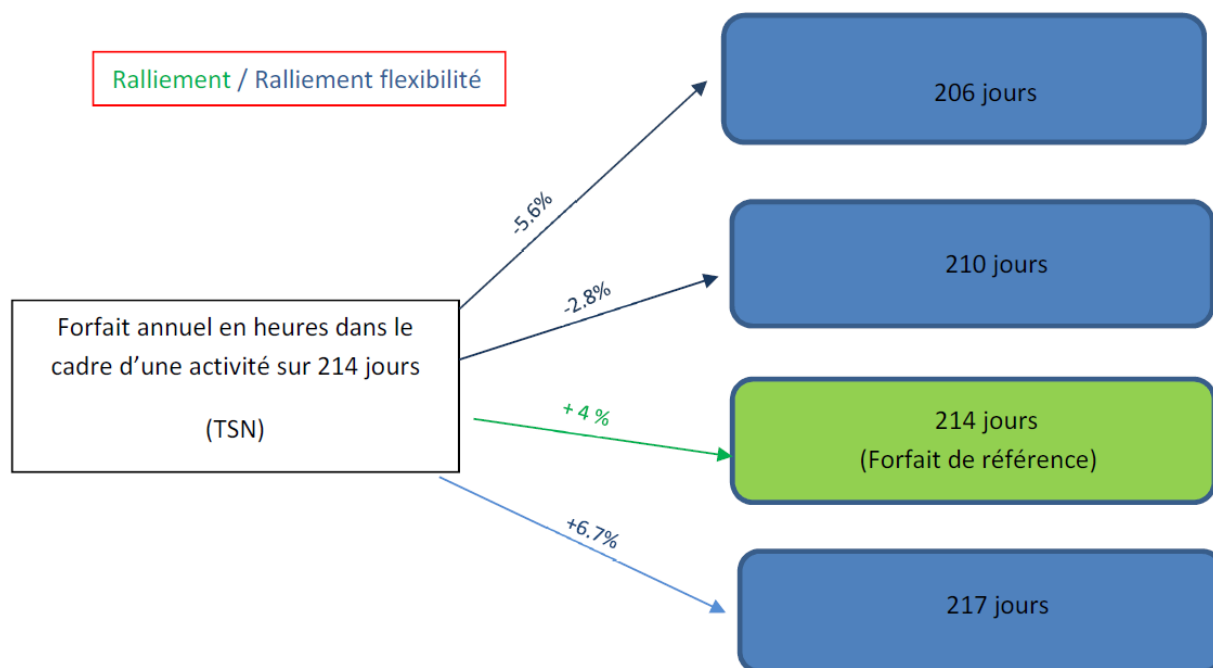 Ralliement / Ralliement flexibilité
206 jours
-5.6%
210 jours
-2.8%
Forfait annuel en heures dans le
cadre d’une activité sur 214 jours
(TSN)
+ 4 %
214 jours
(Forfait de référence)
+6.7%
217 jours